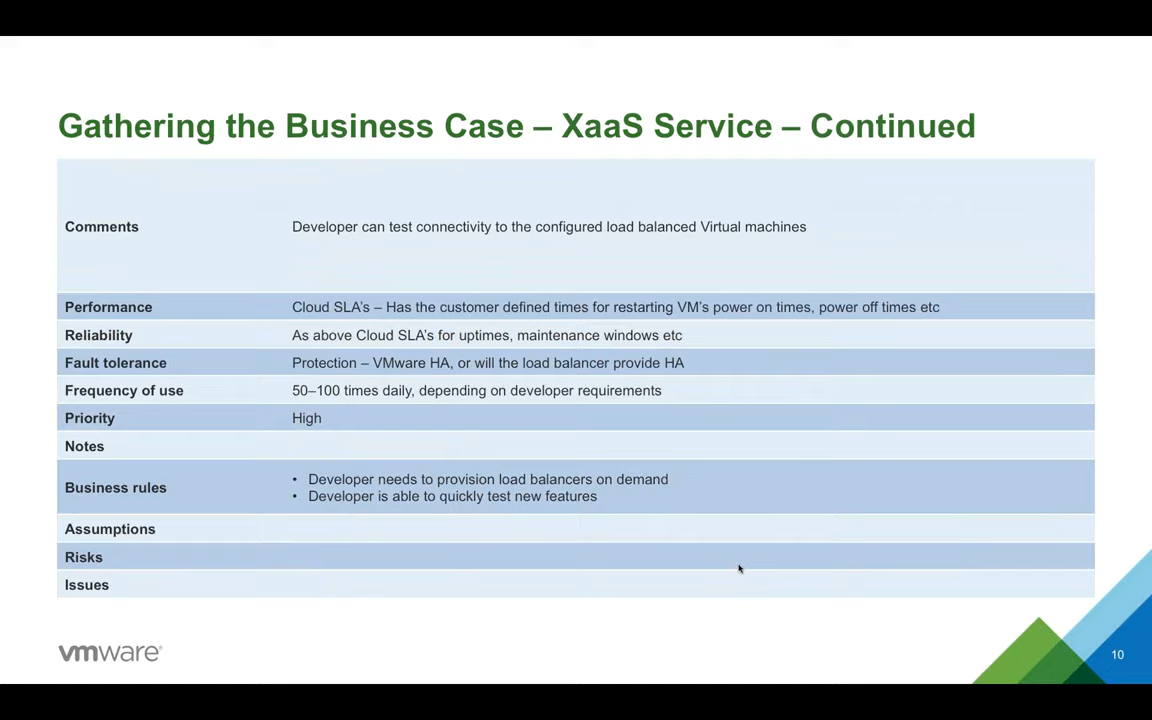 Gathering the Business Case – XaaS Service – Continued
Comments Developer can test connectivity to the configured load balanced Virtual machines
Performance Cloud SLA's – Has the customer defined times for restarting VM's power on times, power off times etc
Reliability As above Cloud SLA's for uptimes, maintenance windows etc
Fault tolerance Protection – VMware HA, or will the load balancer provide HA
Frequency of use 50–100 times daily, depending on developer requirements
Priority High
Notes
Business rules
• Developer needs to provision load balancers on demand
• Developer is able to quickly test new features
Assumptions
Risks
Issues
vmware®
10